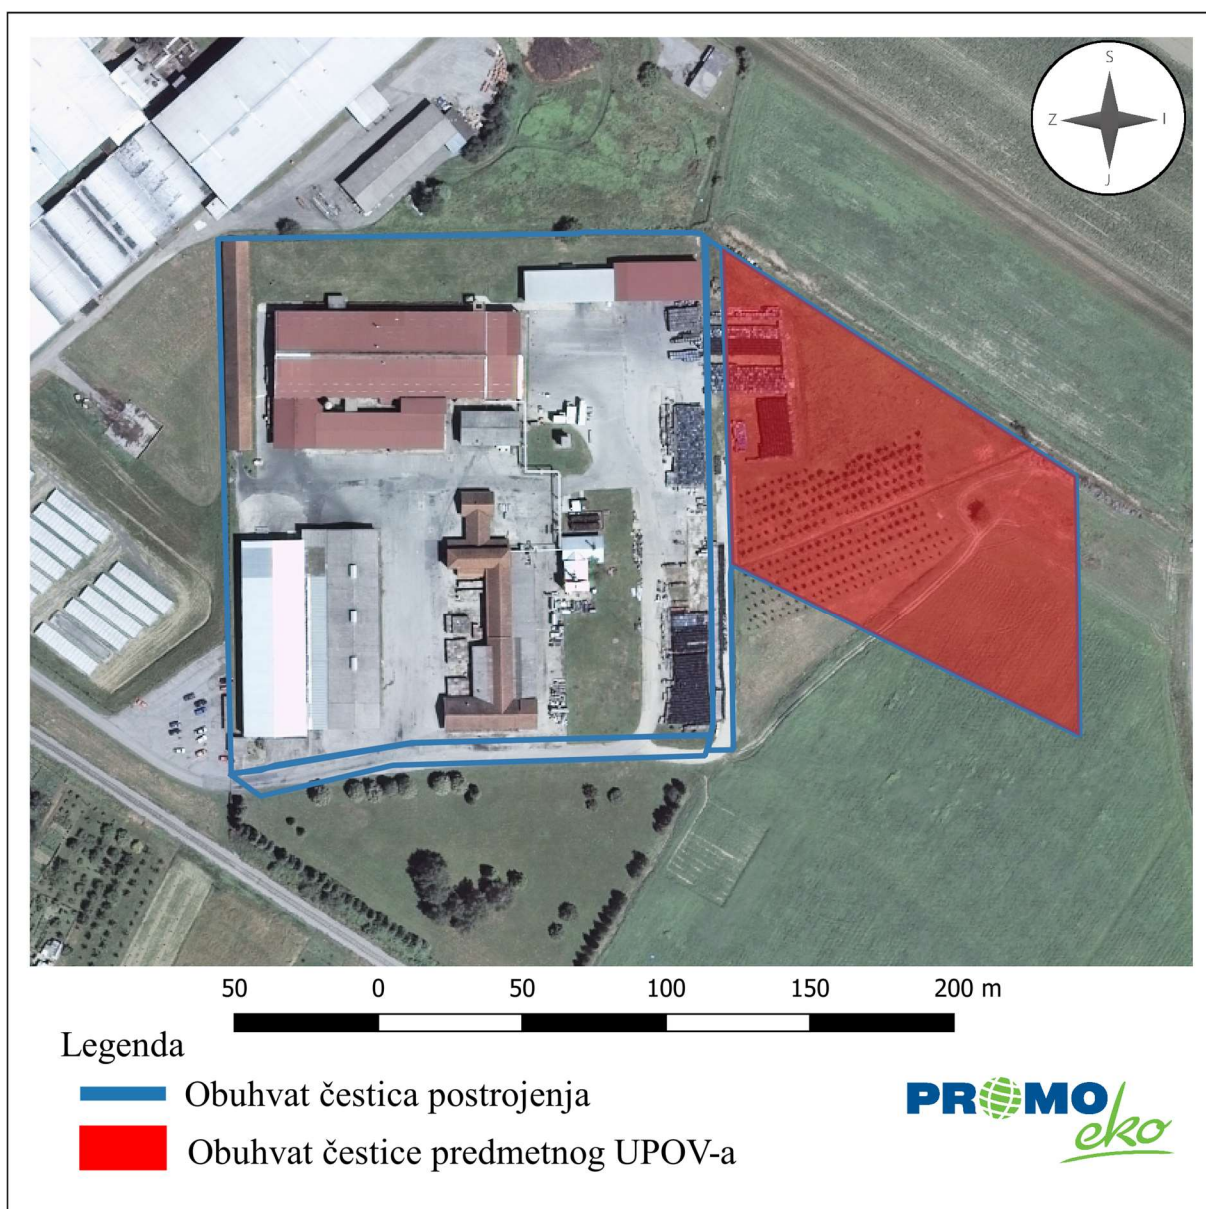 S
Z I
J
50 0 50 100 150 200 m
Legenda
Obuhvat čestica postrojenja
Obuhvat čestice predmetnog UPOV-a
PROMO
eko